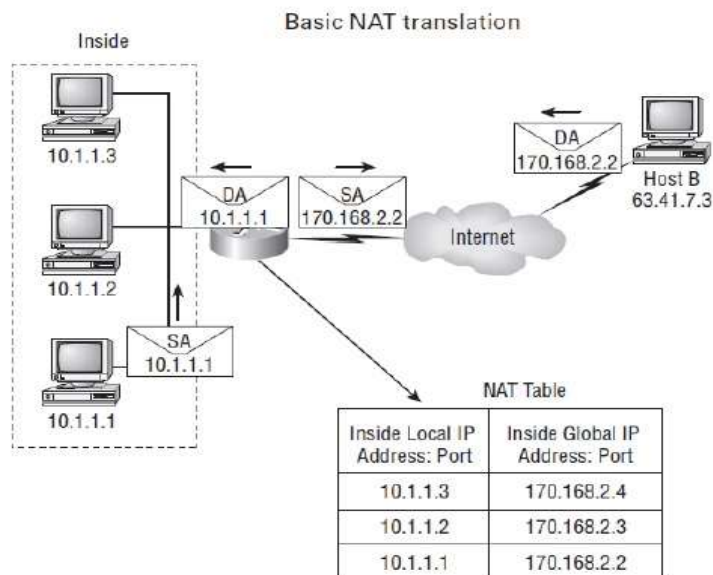 Basic NAT translation
Inside
10.1.1.3
10.1.1.2
10.1.1.1
SA
10.1.1.1
DA
10.1.1.1
SA
170.168.2.2
Internet
DA
170.168.2.2
Host B
63.41.7.3
NAT Table
Inside Local IP
Address: Port
Inside Global IP
Address: Port
10.1.1.3 170.168.2.4
10.1.1.2 170.168.2.3
10.1.1.1 170.168.2.2